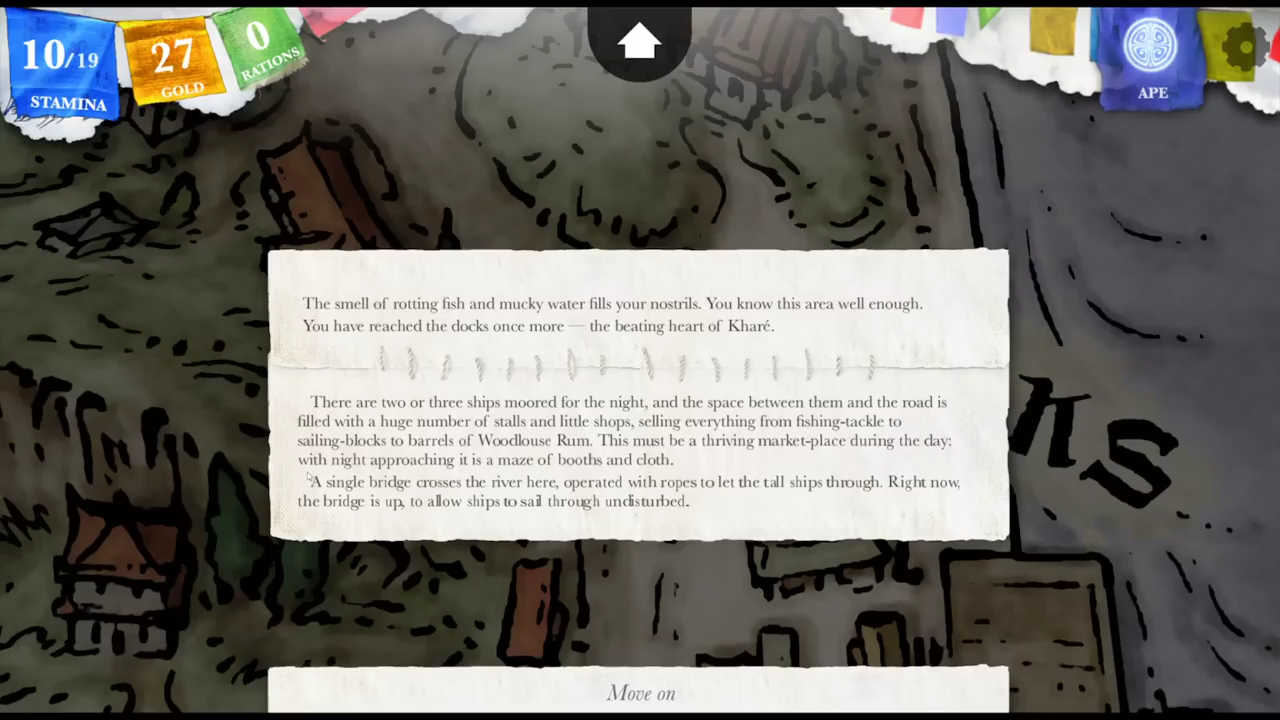 10/19
STAMINA
27
GOLD
0
RATIONS
APE
The smell of rotting fish and mucky water fills your nostrils. You know this area well enough.
You have reached the docks once more — the beating heart of Kharé.
There are two or three ships moored for the night, and the space between them and the road is
filled with a huge number of stalls and little shops, selling everything from fishing-tackle to
sailing-blocks to barrels of Woodlouse Rum. This must be a thriving market-place during the day:
with night approaching it is a maze of booths and cloth.
A single bridge crosses the river here, operated with ropes to let the tall ships through. Right now,
the bridge is up, to allow ships to sail through undisturbed.
KS
Move on